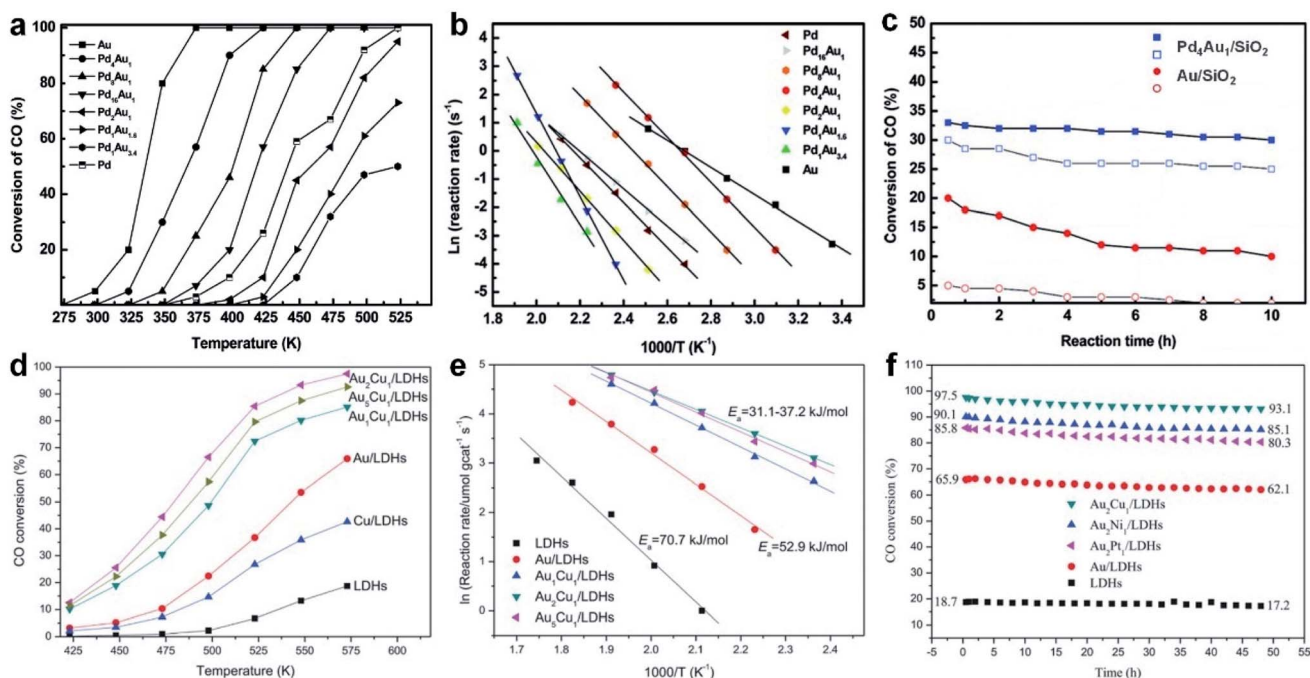 a
Conversion of CO (%)
100
80
60
40
20
Au
Pd₄Au₁
Pd₈Au₁
Pd₁₆Au₁
Pd₂Au₁
Pd₁Au₁.₆
Pd₁Au₃.₄
Pd
275 300 325 350 375 400 425 450 475 500 525
Temperature (K)
b
Ln (reaction rate) (s⁻¹)
5
4
3
2
1
0
-1
-2
-3
-4
-5
Pd
Pd₁₆Au₁
Pd₈Au₁
Pd₄Au₁
Pd₂Au₁
Pd₁Au₁.₆
Pd₁Au₃.₄
Au
1.8 2.0 2.2 2.4 2.6 2.8 3.0 3.2 3.4
1000/T (K⁻¹)
c
Conversion of CO (%)
50
45
40
35
30
25
20
15
10
5
Pd₄Au₁/SiO₂
Au/SiO₂
0 2 4 6 8 10
Reaction time (h)
d
CO conversion (%)
100
90
80
70
60
50
40
30
20
10
0
Au₂Cu₁/LDHs
Au₅Cu₁/LDHs
Au₁Cu₁/LDHs
Au/LDHs
Cu/LDHs
LDHs
425 450 475 500 525 550 575 600
Temperature (K)
e
ln (Reaction rate/umol gcat⁻¹ s⁻¹)
5
4
3
2
1
0
Eₐ=31.1-37.2 kJ/mol
Eₐ=70.7 kJ/mol
Eₐ=52.9 kJ/mol
LDHs
Au/LDHs
Au₁Cu₁/LDHs
Au₂Cu₁/LDHs
Au₅Cu₁/LDHs
1.7 1.8 1.9 2.0 2.1 2.2 2.3 2.4
1000/T (K⁻¹)
f
CO conversion (%)
110
100
90
80
70
60
50
40
30
20
10
0
97.5
93.1
90.1
85.1
85.8
80.3
65.9
62.1
Au₂Cu₁/LDHs
Au₂Ni₁/LDHs
Au₂Pt₁/LDHs
Au/LDHs
LDHs
18.7
17.2
-5 0 5 10 15 20 25 30 35 40 45 50 55
Time (h)